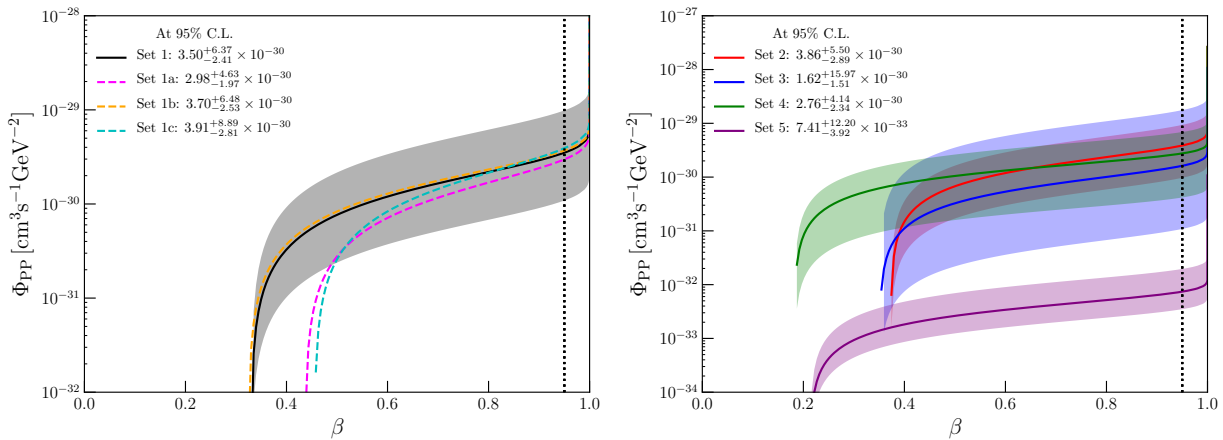 At 95% C.L.
Set 1: 3.50^{+6.37}_{-2.41} × 10^{-30}
Set 1a: 2.98^{+4.63}_{-1.97} × 10^{-30}
Set 1b: 3.70^{+6.48}_{-2.53} × 10^{-30}
Set 1c: 3.91^{+8.89}_{-2.81} × 10^{-30}
Φ_{PP} [cm^3s^{-1}GeV^{-2}]
10^{-28}
10^{-29}
10^{-30}
10^{-31}
10^{-32}
0.0 0.2 0.4 0.6 0.8 1.0
β
At 95% C.L.
Set 2: 3.86^{+5.50}_{-2.89} × 10^{-30}
Set 3: 1.62^{+15.97}_{-1.51} × 10^{-30}
Set 4: 2.76^{+4.14}_{-2.34} × 10^{-30}
Set 5: 7.41^{+12.20}_{-3.92} × 10^{-33}
Φ_{PP} [cm^3s^{-1}GeV^{-2}]
10^{-27}
10^{-28}
10^{-29}
10^{-30}
10^{-31}
10^{-32}
10^{-33}
10^{-34}
0.0 0.2 0.4 0.6 0.8 1.0
β